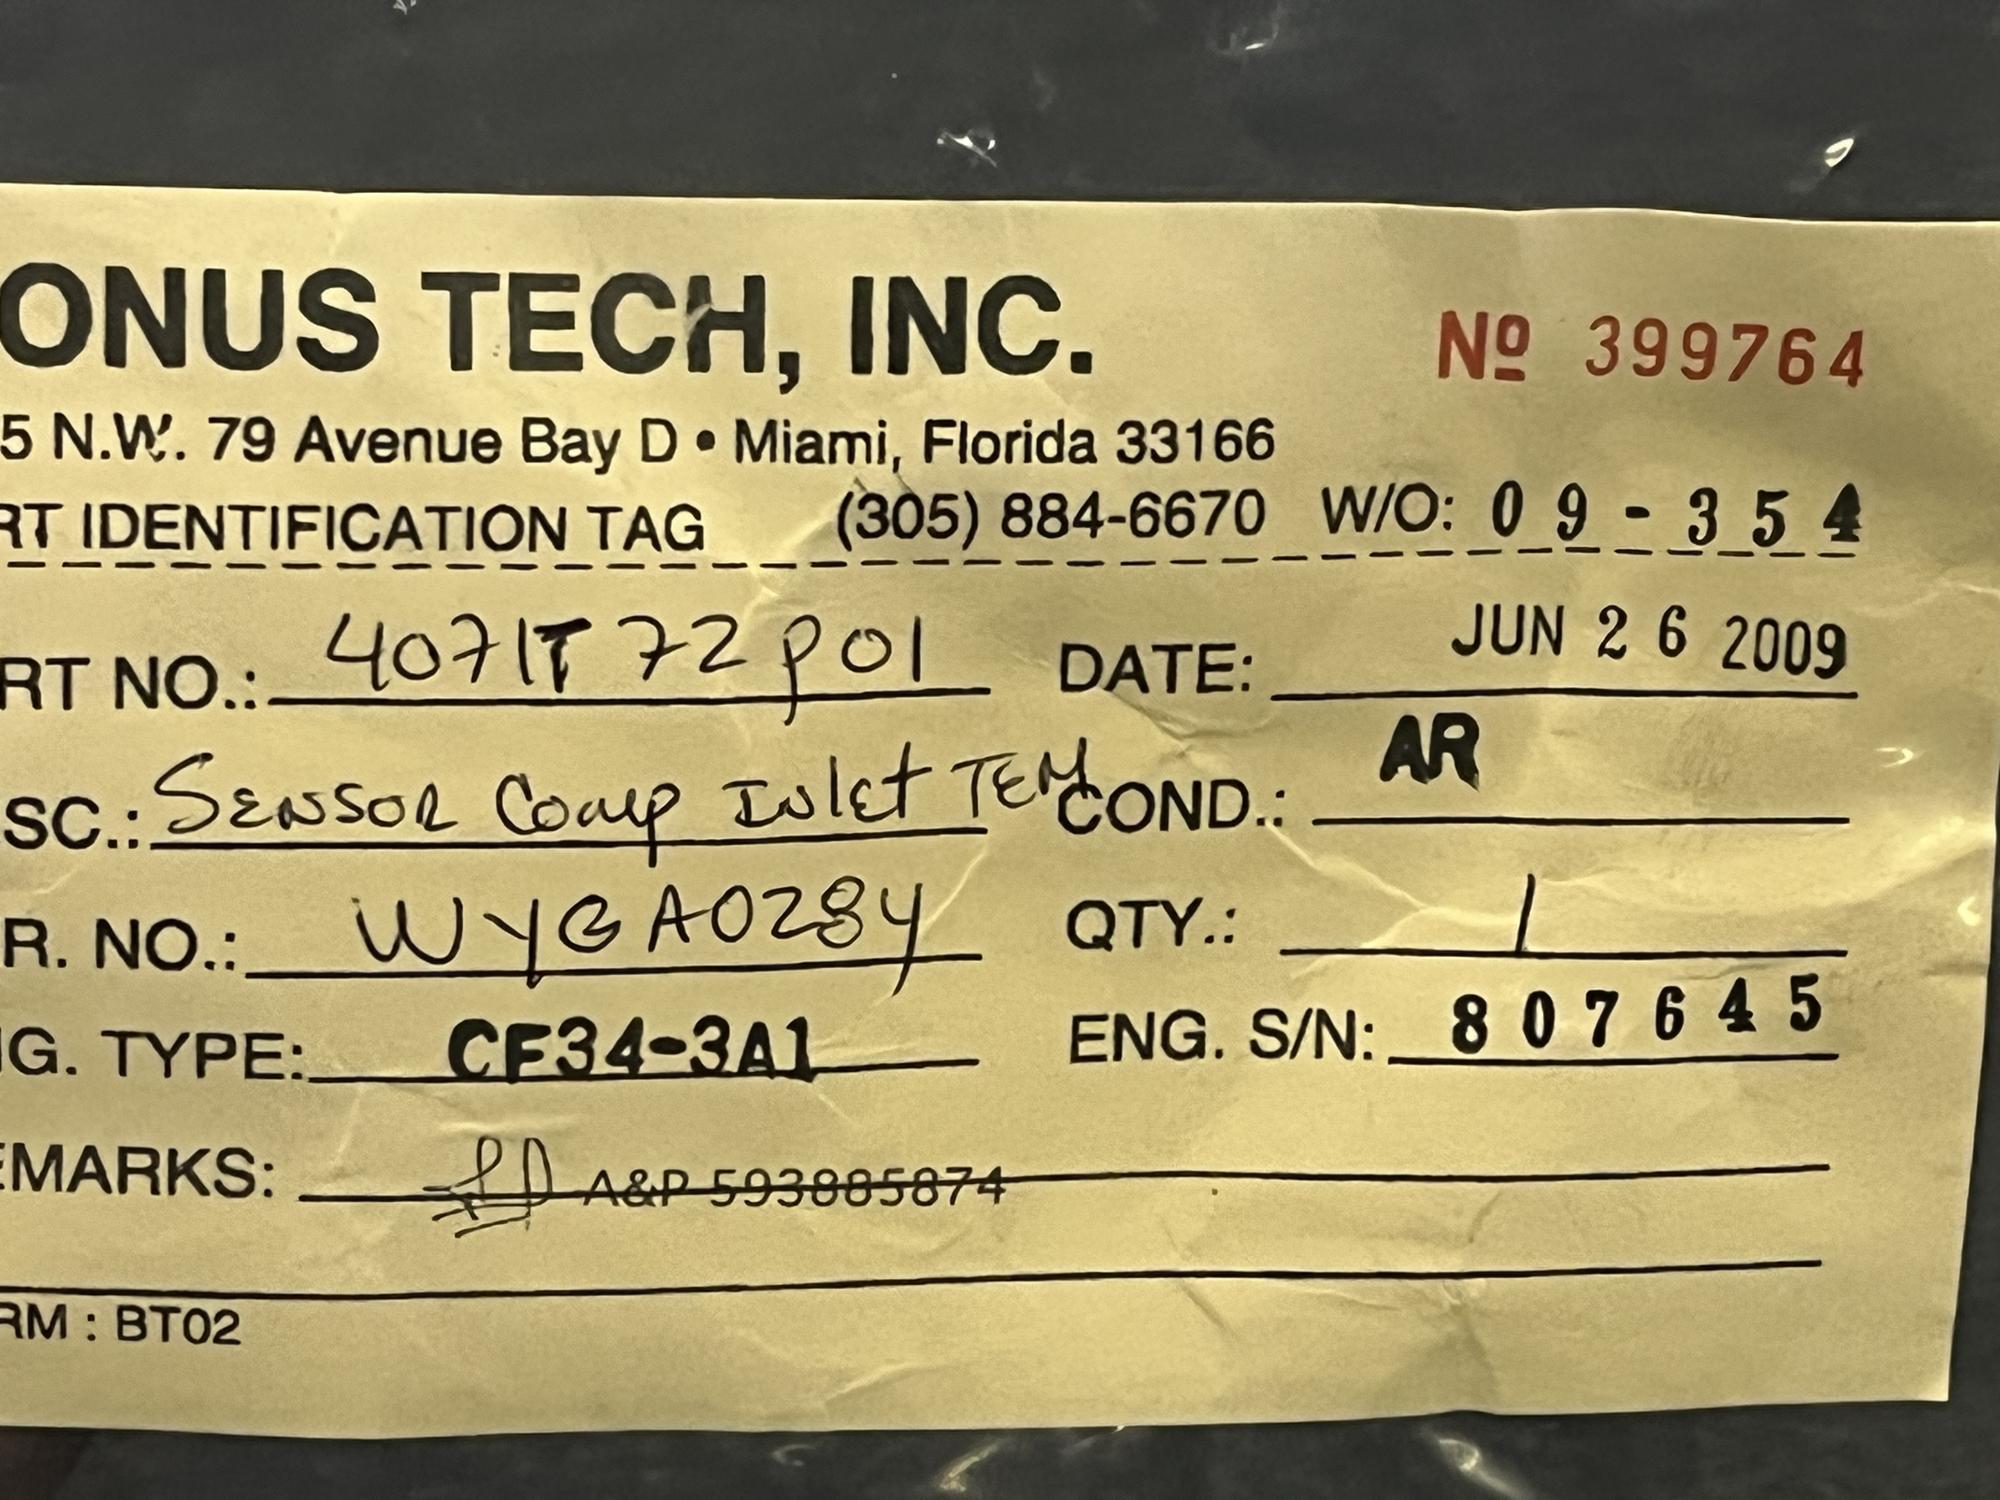 ONUS TECH, INC. Nº 399764
5 N.W. 79 Avenue Bay D • Miami, Florida 33166
RT IDENTIFICATION TAG (305) 884-6670 W/O: 09-354
RT NO.: 4071T72P01 DATE: JUN 26 2009
SC.: SENSOR Comp Inlet TEM COND.: AR
R. NO.: WYGA0284 QTY.: 1
G. TYPE: CF34-3A1 ENG. S/N: 807645
EMARKS: A&P 593885874
RM : BT02